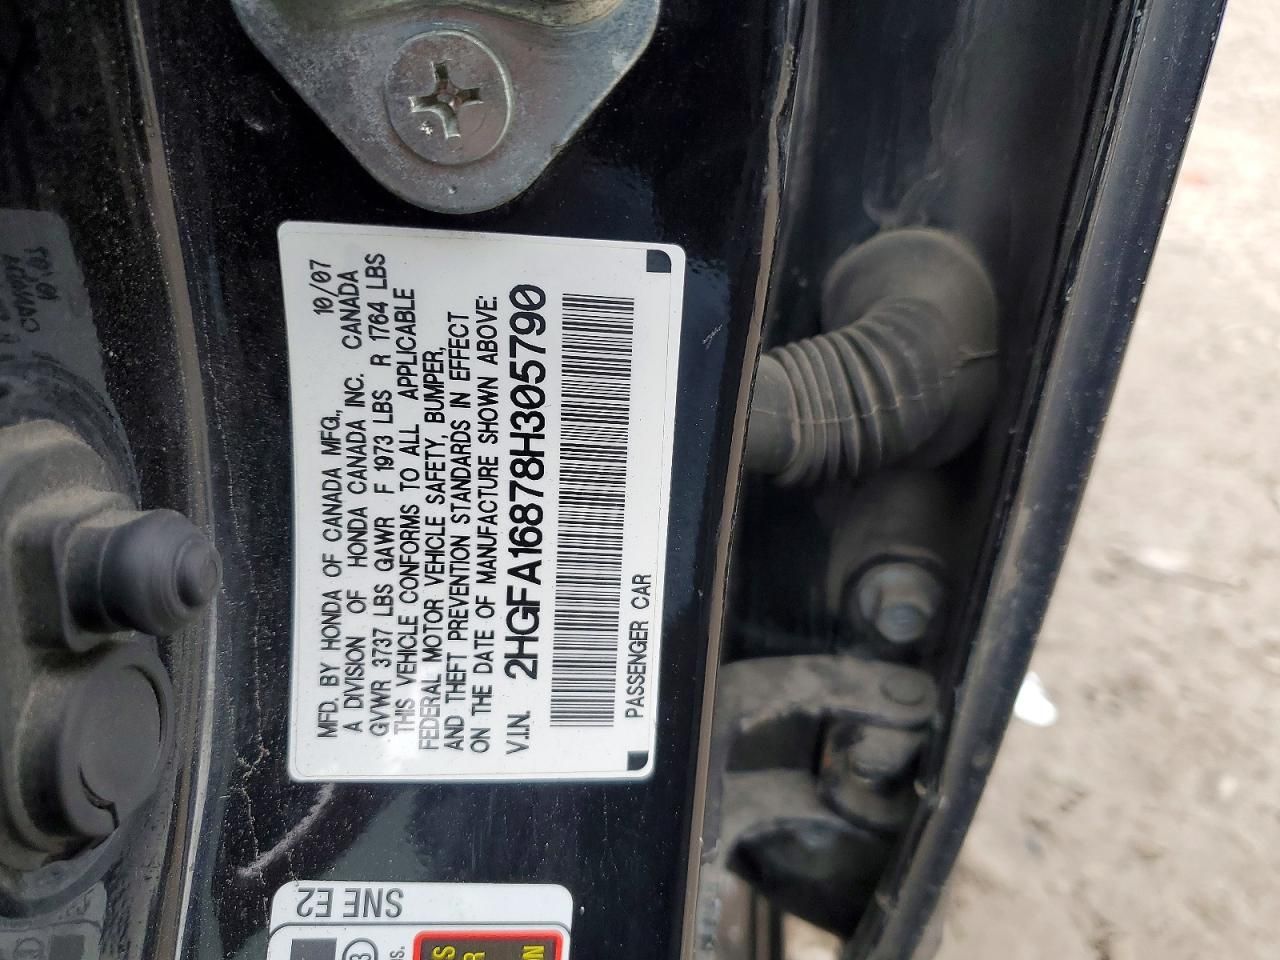 MFD. BY HONDA OF CANADA MFG., 10/07
A DIVISION OF HONDA CANADA INC. CANADA
GVWR 3737 LBS GAWR F 1973 LBS R 1764 LBS
THIS VEHICLE CONFORMS TO ALL APPLICABLE
FEDERAL MOTOR VEHICLE SAFETY, BUMPER,
AND THEFT PREVENTION STANDARDS IN EFFECT
ON THE DATE OF MANUFACTURE SHOWN ABOVE:
V.I.N. 2HGFA16878H305790
PASSENGER CAR
SNE E2